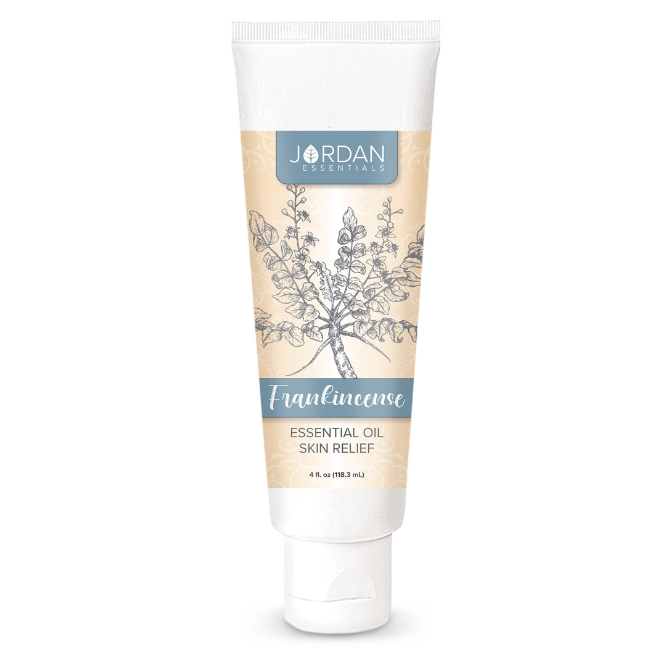 JORDAN
ESSENTIALS
Frankincense
ESSENTIAL OIL
SKIN RELIEF
4 fl. oz (118.3 mL)